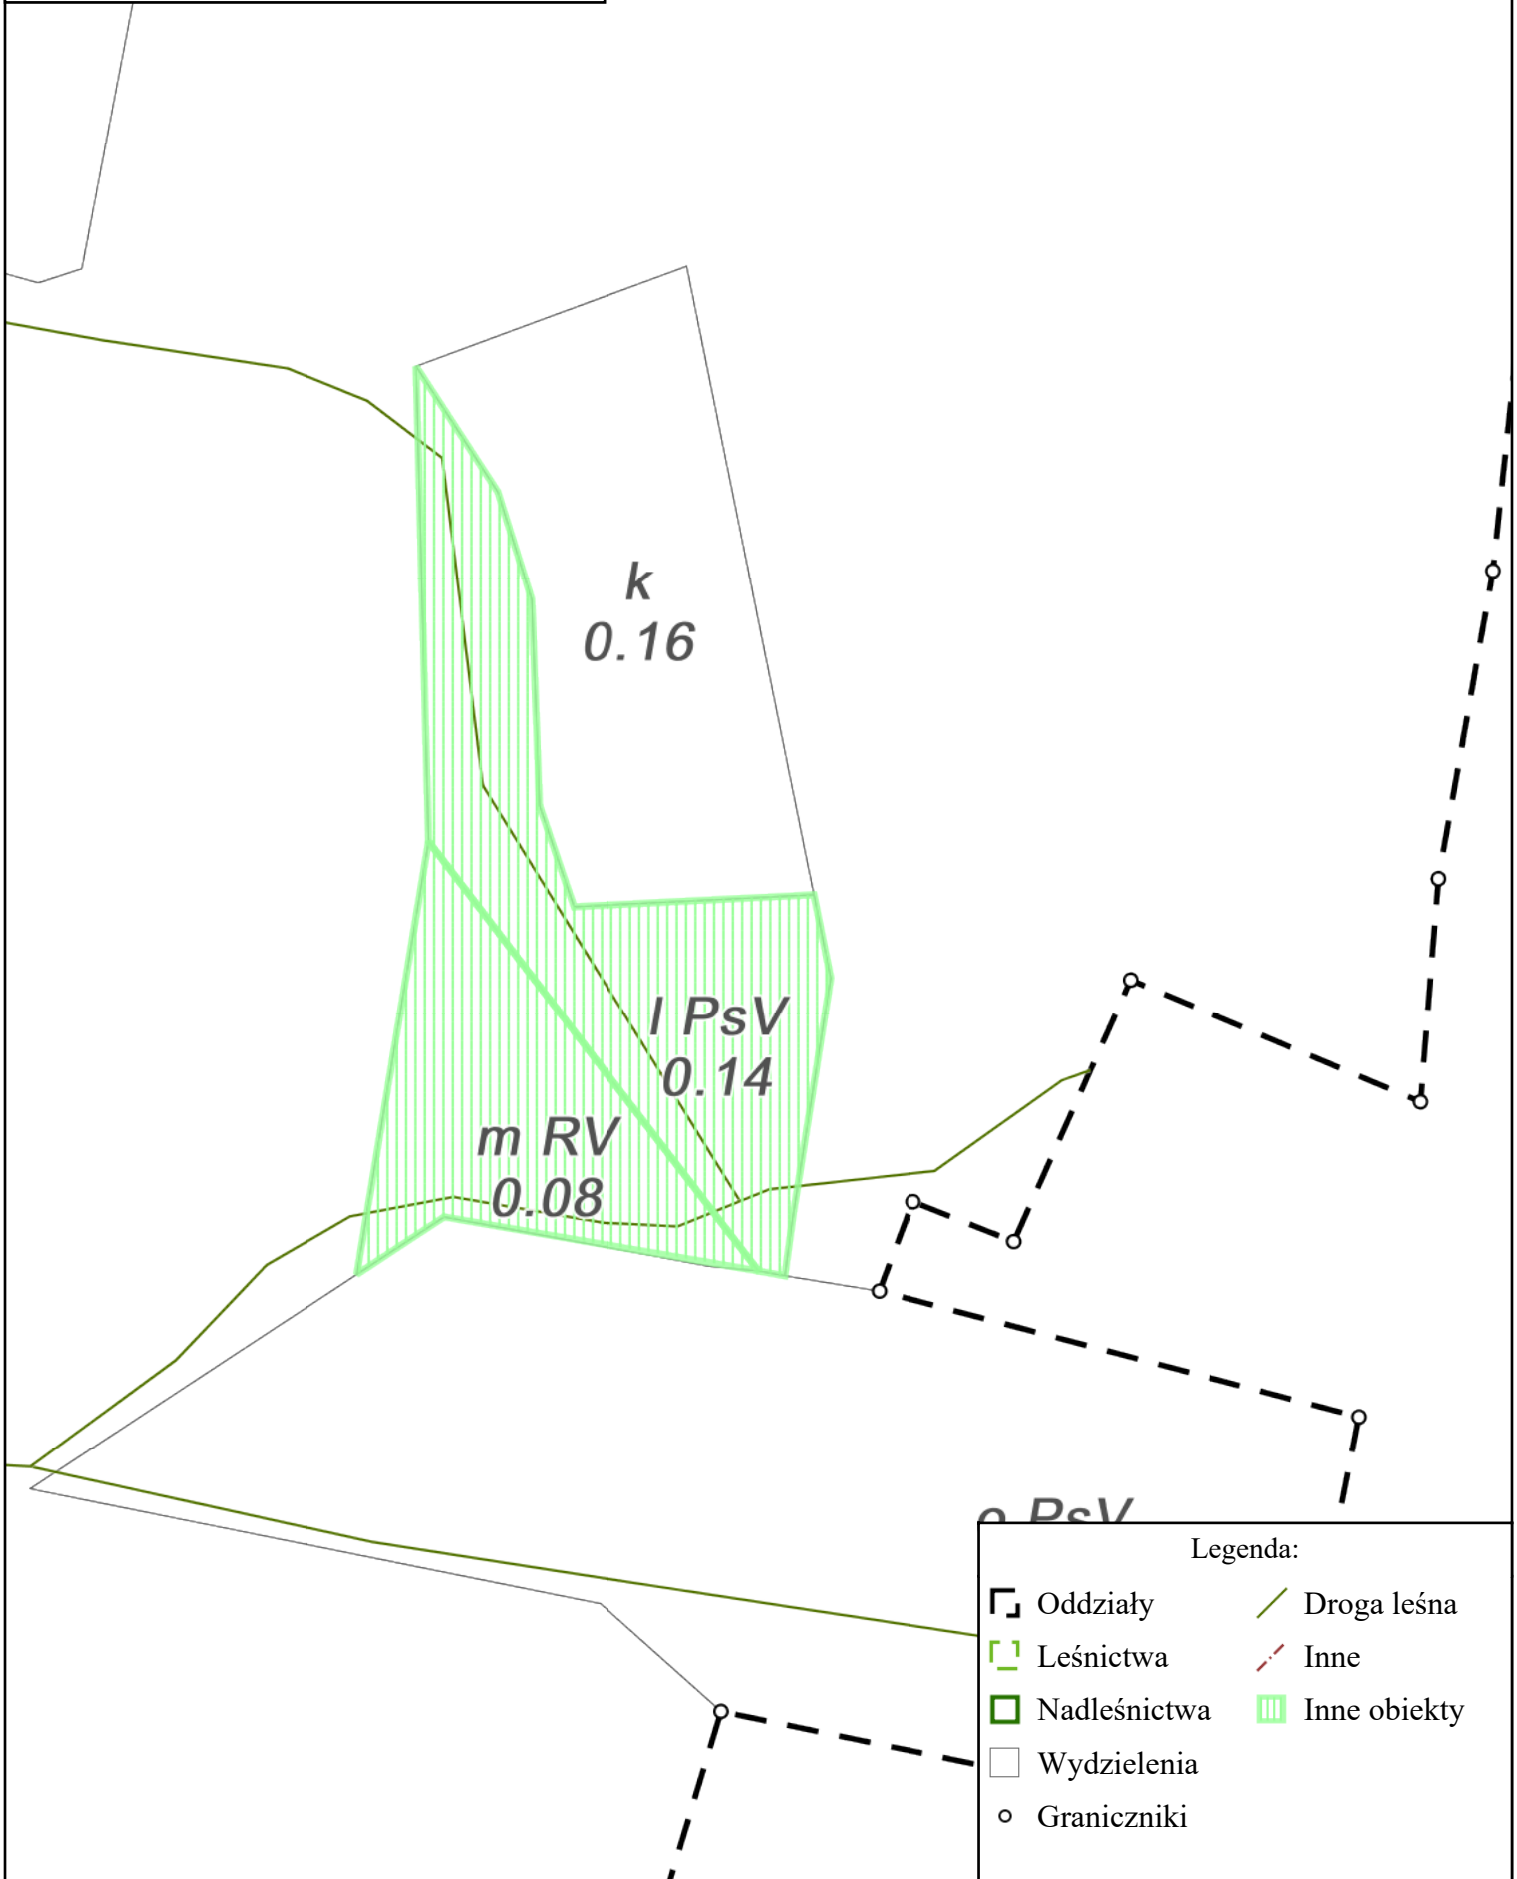 k
0.16
l PsV
0.14
m RV
0.08
o PsV
Legenda:
Oddziały
Droga leśna
Leśnictwa
Inne
Nadleśnictwa
Inne obiekty
Wydzielenia
Graniczniki